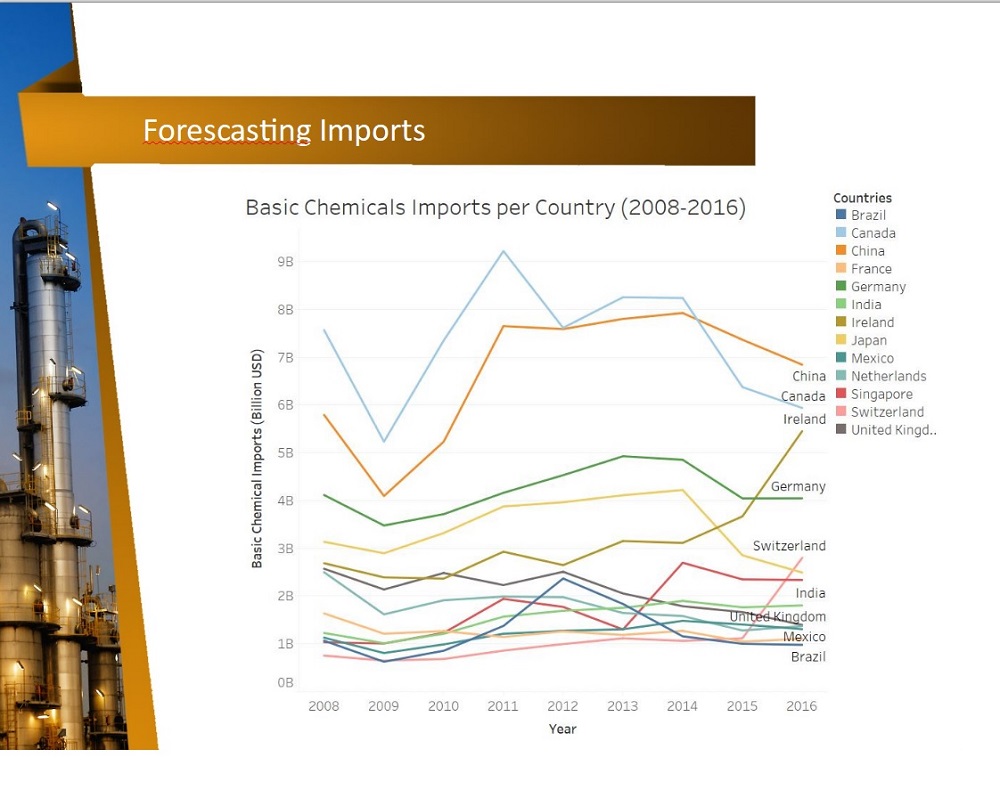 Forescasting Imports
Basic Chemicals Imports per Country (2008-2016)
Countries
Brazil
Canada
China
France
Germany
India
Ireland
Japan
Mexico
Netherlands
Singapore
Switzerland
United Kingd..
Basic Chemical Imports (Billion USD)
9B
8B
7B
6B
5B
4B
3B
2B
1B
0B
China
Canada
Ireland
Germany
Switzerland
India
United Kingdom
Mexico
Brazil
2008 2009 2010 2011 2012 2013 2014 2015 2016
Year